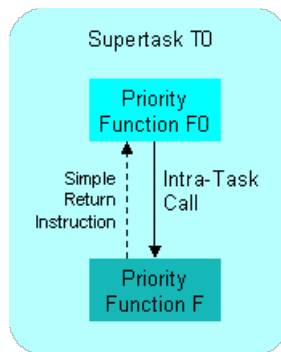 Supertask T0
Priority
Function F0
Simple
Return
Instruction
Intra-Task
Call
Priority
Function F